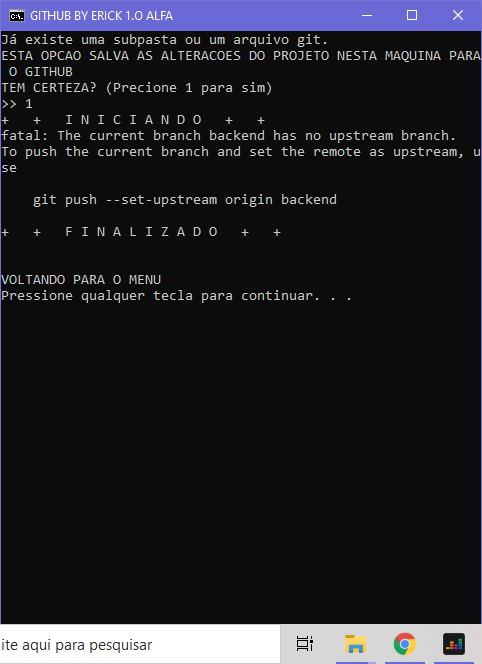 GITHUB BY ERICK 1.O ALFA
Já existe uma subpasta ou um arquivo git.
ESTA OPCAO SALVA AS ALTERACOES DO PROJETO NESTA MAQUINA PARA
O GITHUB
TEM CERTEZA? (Precione 1 para sim)
>> 1
+ + I N I C I A N D O + +
fatal: The current branch backend has no upstream branch.
To push the current branch and set the remote as upstream, u
se
git push --set-upstream origin backend
+ + F I N A L I Z A D O + +
VOLTANDO PARA O MENU
Pressione qualquer tecla para continuar. . .
ite aqui para pesquisar